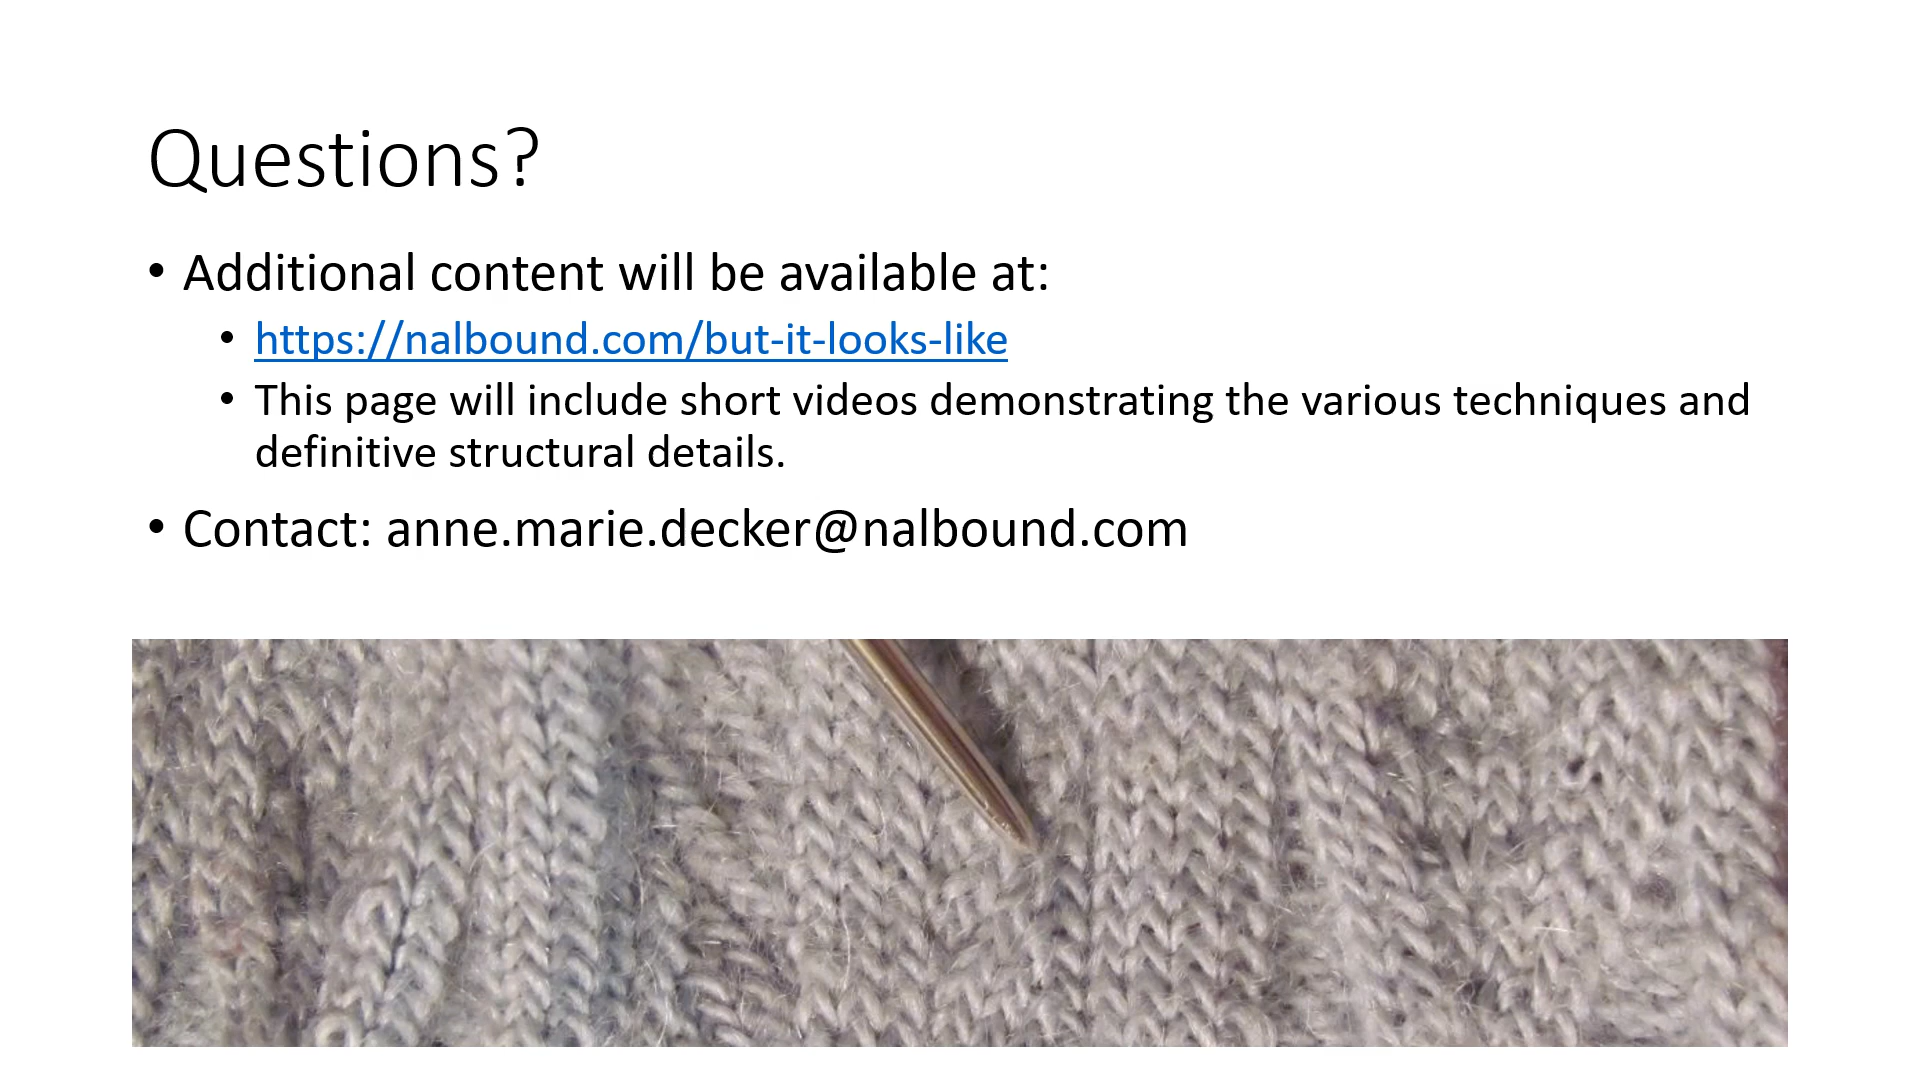 Questions?
• Additional content will be available at:
• https://nalbound.com/but-it-looks-like
• This page will include short videos demonstrating the various techniques and
definitive structural details.
• Contact: anne.marie.decker@nalbound.com